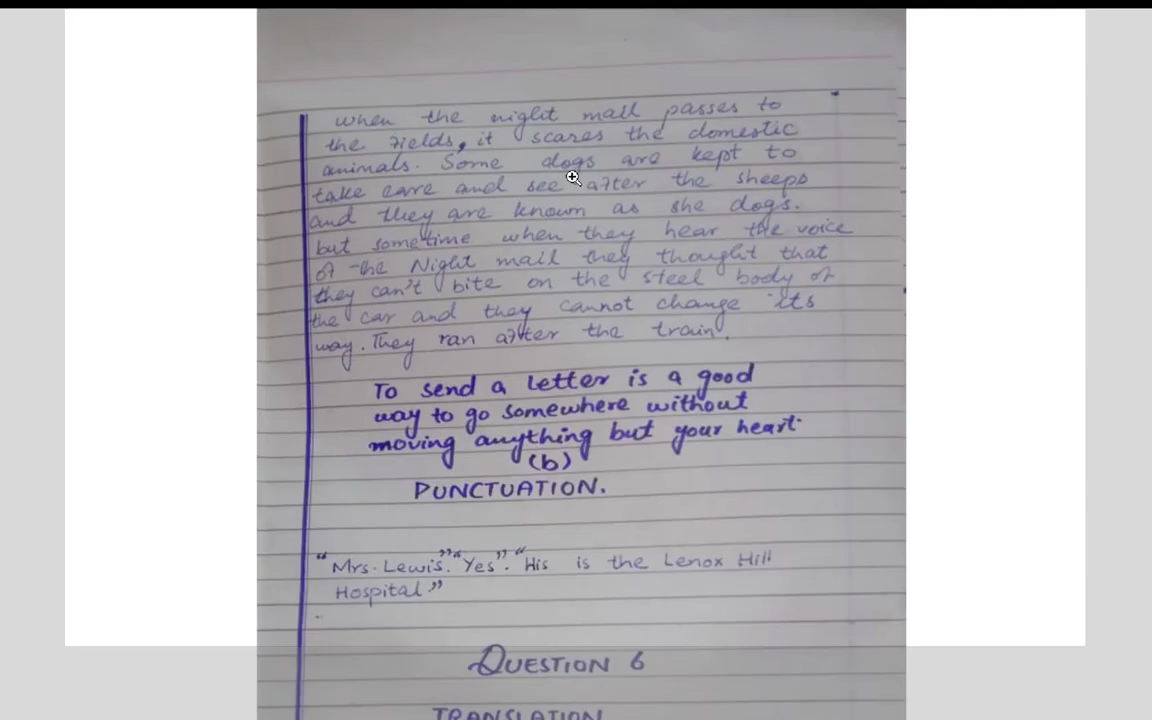 when the night mall passes to
the fields, it scares the domestic
animals. Some dogs are kept to
take care and see after the sheeps
and they are known as she dogs.
but sometime when they hear the voice
of the Night mail they thought that
they can't bite on the steel body of
the car and they cannot change its
way. They ran after the train.
To send a letter is a good
way to go somewhere without
moving anything but your heart.
(b)
PUNCTUATION.
"Mrs. Lewis". "Yes". "His is the Lenox Hill
Hospital"
QUESTION 6
TRANSLATION